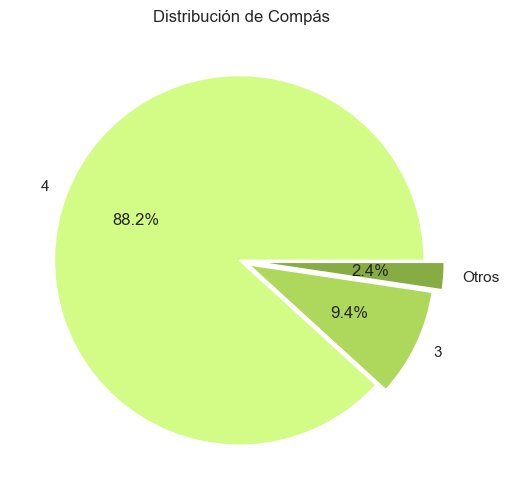 Distribución de Compás
4
88.2%
2.4%
Otros
9.4%
3